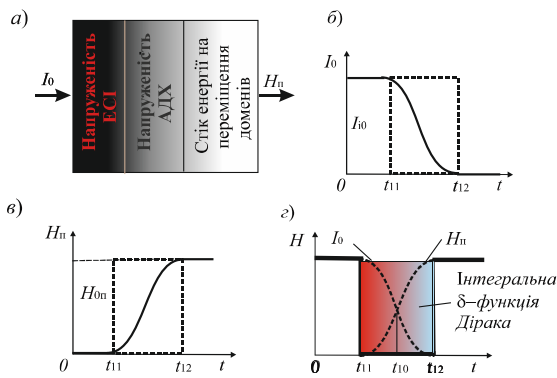 а)
I0
Напруженість
ЕСІ
Напруженість
АДХ
Стік енергії на
переміщення
доменів
Hп
б)
I0
Ii0
0
t11
t12
t
в)
Hп
H0п
0
t11
t12
t
г)
H
I0
Hп
Інтегральна
δ–функція
Дірака
0
t11
t10
t12
t